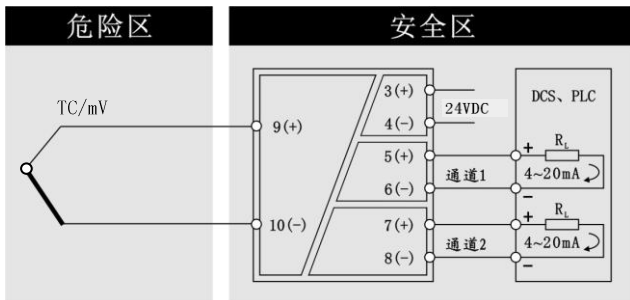 危险区
安全区
TC/mV
9(+)
10(-)
3(+)
4(-)
24VDC
5(+)
6(-)
通道1
7(+)
8(-)
通道2
DCS、PLC
+
RL
4~20mA
−
+
RL
4~20mA
−